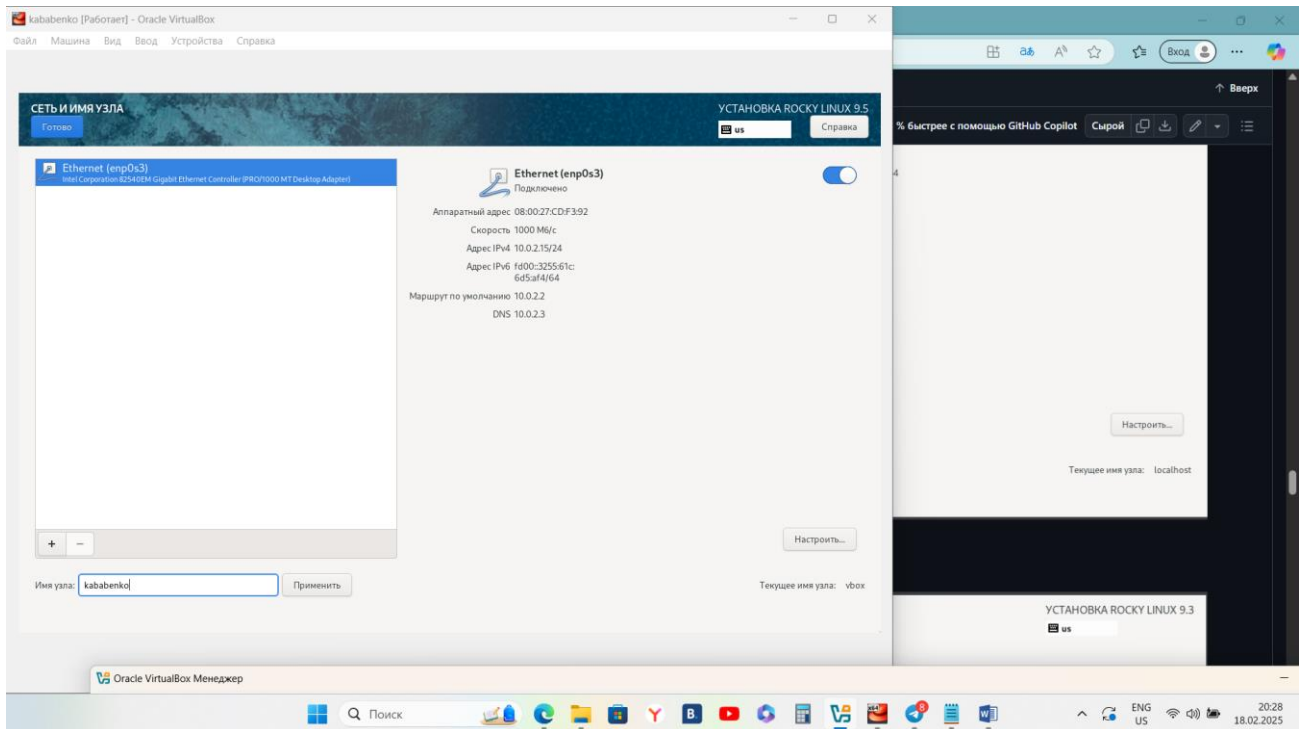 kababenko [Работает] - Oracle VirtualBox
Файл Машина Вид Ввод Устройства Справка
СЕТЬ И ИМЯ УЗЛА
Готово
УСТАНОВКА ROCKY LINUX 9.5
us
Справка
Ethernet (enp0s3)
Intel Corporation 82540EM Gigabit Ethernet Controller (PRO/1000 MT Desktop Adapter)
Ethernet (enp0s3)
Подключено
Аппаратный адрес 08:00:27:CD:F3:92
Скорость 1000 Мб/с
Адрес IPv4 10.0.2.15/24
Адрес IPv6 fd00::3255:61c:
6d5:af4/64
Маршрут по умолчанию 10.0.2.2
DNS 10.0.2.3
+ −
Настроить...
Имя узла: kababenko Применить
Текущее имя узла: vbox
Вход
Вверх
% быстрее с помощью GitHub Copilot Сырой
4
Настроить...
Текущее имя узла: localhost
УСТАНОВКА ROCKY LINUX 9.3
us
Oracle VirtualBox Менеджер
Поиск
ENG
US
20:28
18.02.2025